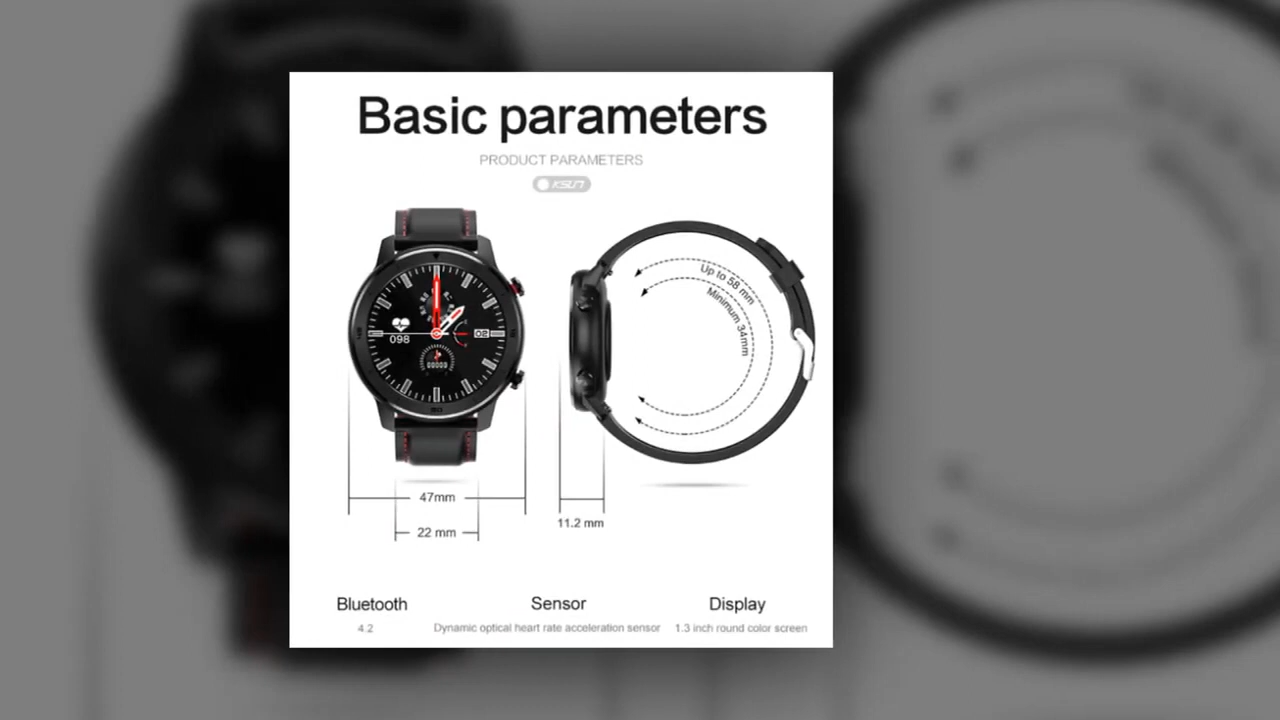 Basic parameters
PRODUCT PARAMETERS
KSUN
Up to 58 mm
Minimum 34mm
098
02
47mm
11.2 mm
22 mm
Bluetooth
Sensor
Display
4.2
Dynamic optical heart rate acceleration sensor
1.3 inch round color screen